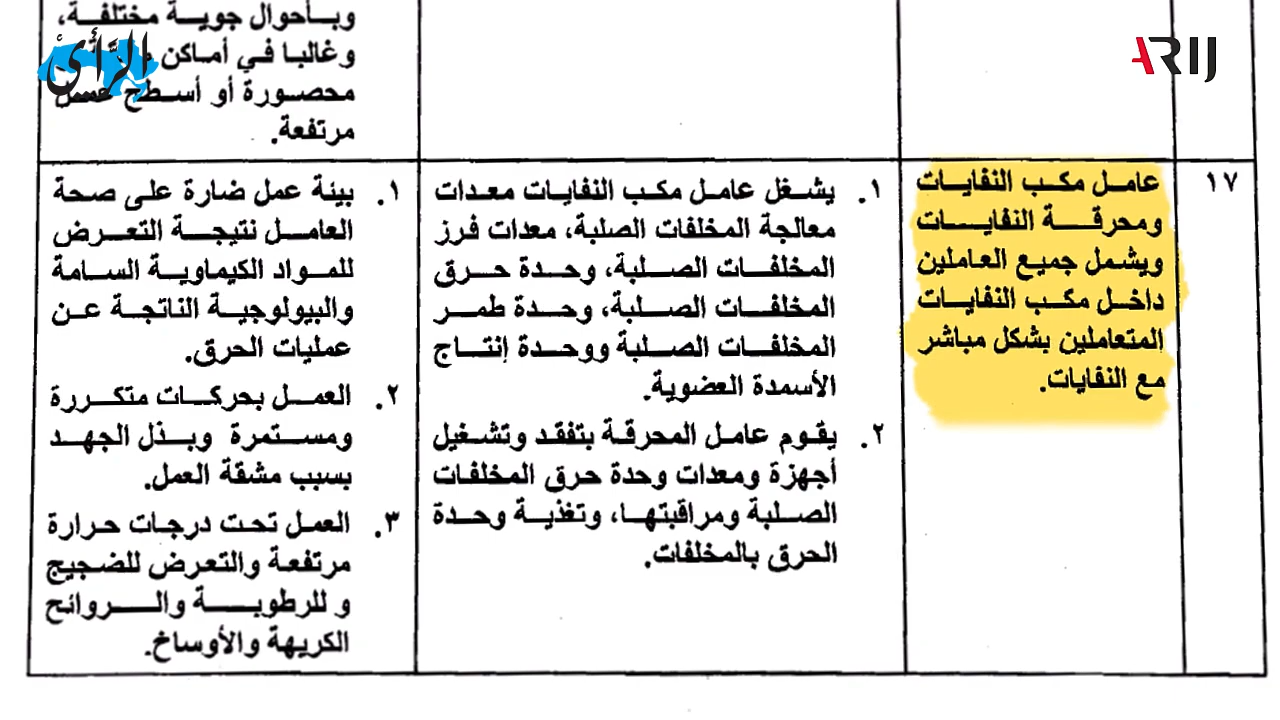 وبأحوال جوية مختلفة،
وغالبا في أماكن
محصورة أو أسطح عمل
مرتفعة.
الرأي
ARIJ
١٧
عامل مكب النفايات
ومحرقة النفايات
ويشمل جميع العاملين
داخل مكب النفايات
المتعاملين بشكل مباشر
مع النفايات.
١. يشغل عامل مكب النفايات معدات
معالجة المخلفات الصلبة، معدات فرز
المخلفات الصلبة، وحدة حرق
المخلفات الصلبة، وحدة طمر
المخلفات الصلبة ووحدة إنتاج
الأسمدة العضوية.
٢. يقوم عامل المحرقة بتفقد وتشغيل
أجهزة ومعدات وحدة حرق المخلفات
الصلبة ومراقبتها، وتغذية وحدة
الحرق بالمخلفات.
١. بيئة عمل ضارة على صحة
العامل نتيجة التعرض
للمواد الكيماوية السامة
والبيولوجية الناتجة عن
عمليات الحرق.
٢. العمل بحركات متكررة
ومستمرة وبذل الجهد
بسبب مشقة العمل.
٣. العمل تحت درجات حرارة
مرتفعة والتعرض للضجيج
و للرطوبة والروائح
الكريهة والأوساخ.